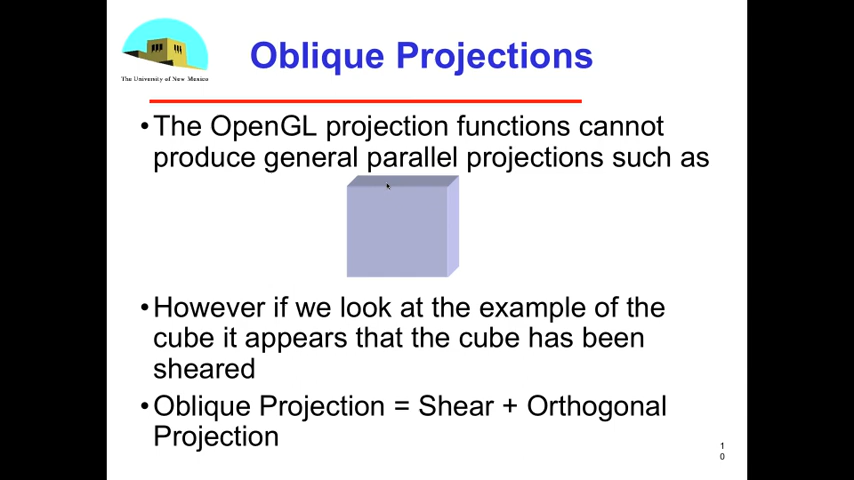 The University of New Mexico
Oblique Projections
•The OpenGL projection functions cannot
produce general parallel projections such as
•However if we look at the example of the
cube it appears that the cube has been
sheared
•Oblique Projection = Shear + Orthogonal
Projection
1
0